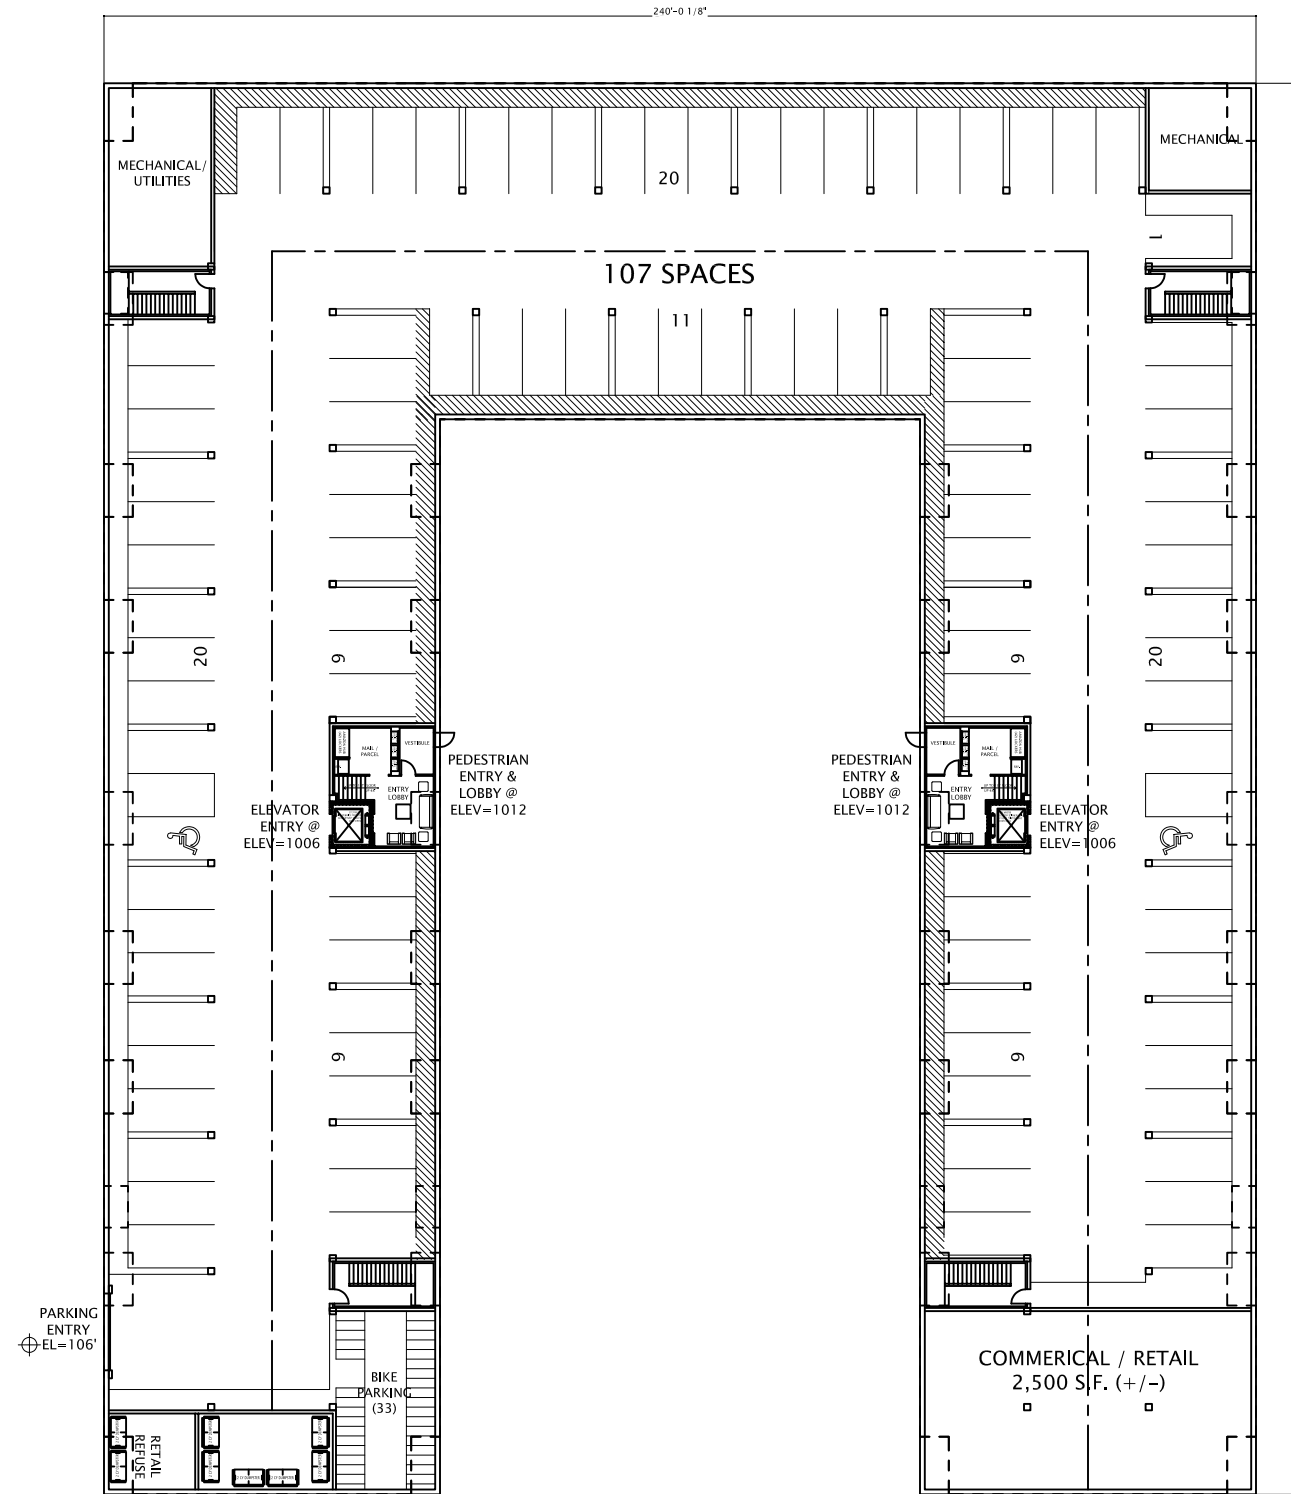 240'-0 1/8"
MECHANICAL/
UTILITIES
MECHANICAL
20
1
107 SPACES
11
20
9
9
20
MAIL /
PARCEL
VESTIBULE
ENTRY
LOBBY
PEDESTRIAN
ENTRY &
LOBBY @
ELEV=1012
ELEVATOR
ENTRY @
ELEV=1006
PEDESTRIAN
ENTRY &
LOBBY @
ELEV=1012
VESTIBULE
MAIL /
PARCEL
ENTRY
LOBBY
ELEVATOR
ENTRY @
ELEV=1006
9
9
PARKING
ENTRY
EL=106'
BIKE
PARKING
(33)
COMMERICAL / RETAIL
2,500 S.F. (+/-)
RETAIL
REFUSE